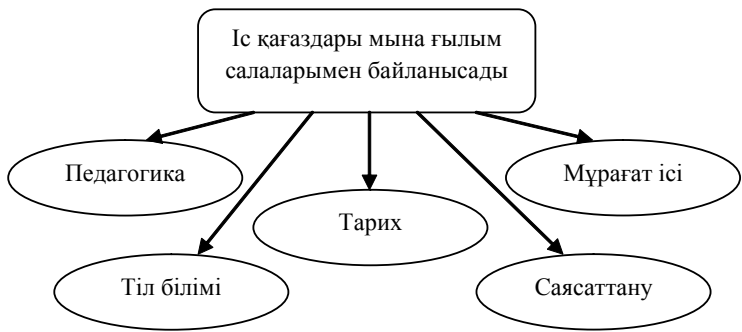 Іс қағаздары мына ғылым
салаларымен байланысады
Педагогика
Мұрағат ісі
Тарих
Тіл білімі
Саясаттану